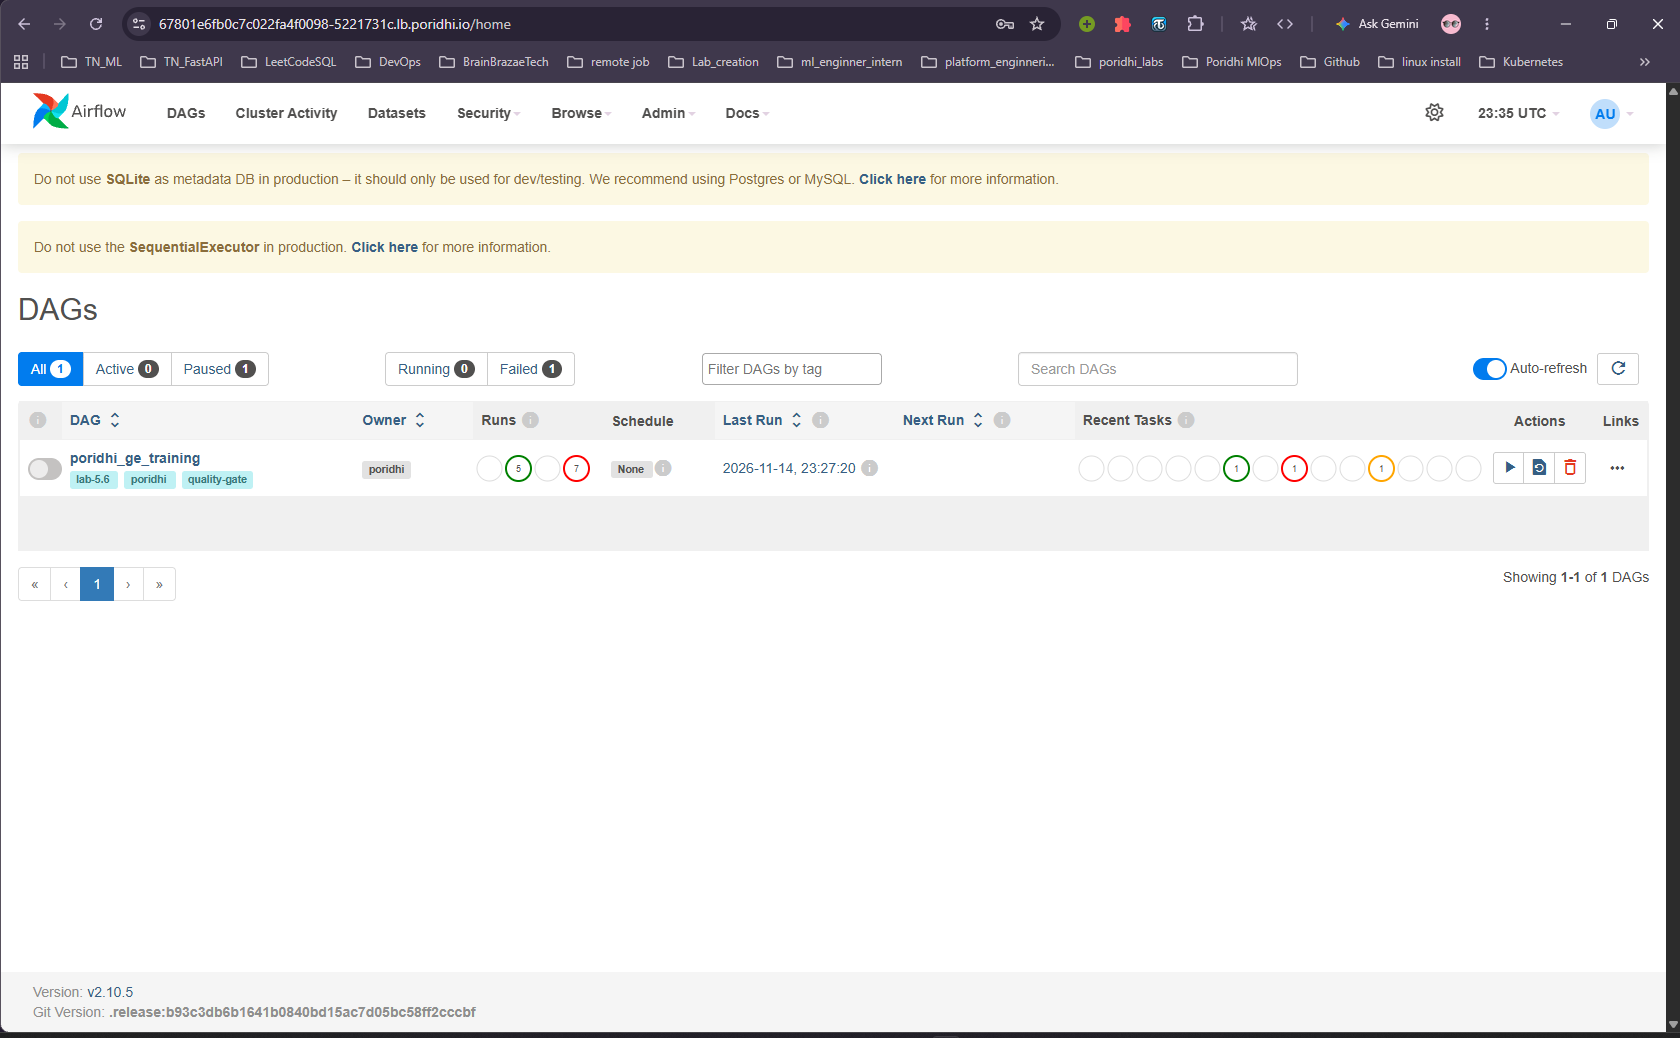 67801e6fb0c7c022fa4f0098-5221731c.lb.poridhi.io/home
Ask Gemini
TN_ML
TN_FastAPI
LeetCodeSQL
DevOps
BrainBrazaeTech
remote job
Lab_creation
ml_enginner_intern
platform_enginneri...
poridhi_labs
Poridhi MlOps
Github
linux install
Kubernetes
»
Airflow
DAGs
Cluster Activity
Datasets
Security
Browse
Admin
Docs
23:35 UTC
AU
Do not use SQLite as metadata DB in production – it should only be used for dev/testing. We recommend using Postgres or MySQL. Click here for more information.
Do not use the SequentialExecutor in production. Click here for more information.
DAGs
All 1
Active 0
Paused 1
Running 0
Failed 1
Filter DAGs by tag
Search DAGs
Auto-refresh
DAG
Owner
Runs
Schedule
Last Run
Next Run
Recent Tasks
Actions
Links
poridhi_ge_training
lab-5.6
poridhi
quality-gate
poridhi
5
7
None
2026-11-14, 23:27:20
1
1
1
« ‹ 1 › »
Showing 1-1 of 1 DAGs
Version: v2.10.5
Git Version: .release:b93c3db6b1641b0840bd15ac7d05bc58ff2cccbf